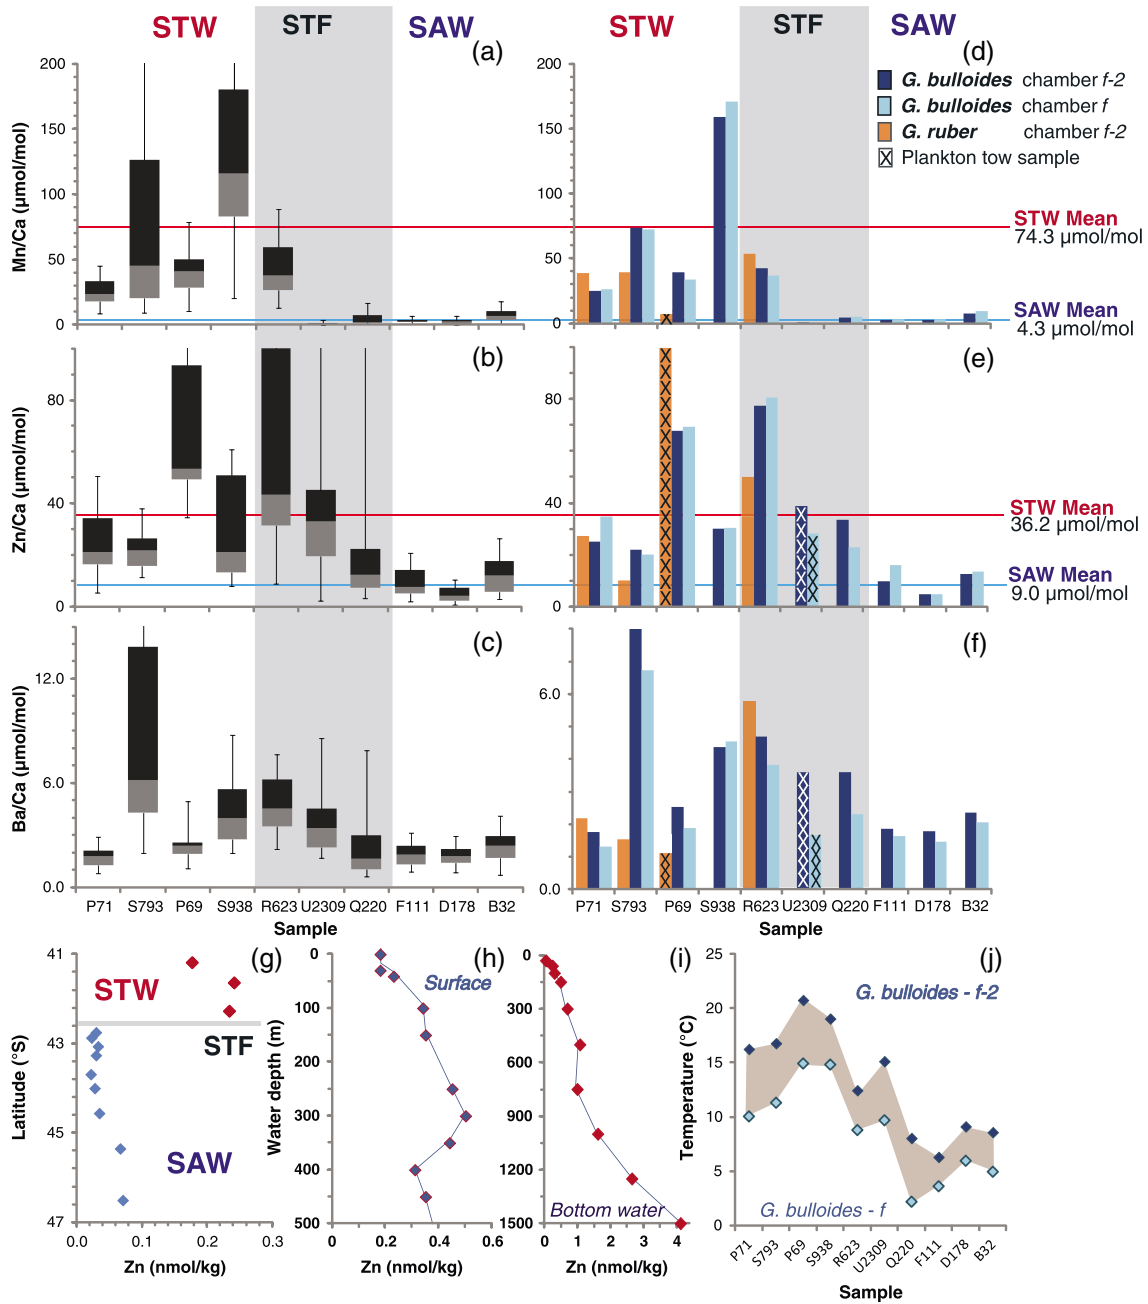 STW STF SAW STW STF SAW
(a) (d)
200 200
G. bulloides chamber f-2
G. bulloides chamber f
150 150
G. ruber chamber f-2
Plankton tow sample
Mn/Ca (µmol/mol)
100 100
STW Mean
74.3 µmol/mol
50 50
SAW Mean
0 0
4.3 µmol/mol
(b) (e)
Zn/Ca (µmol/mol)
80 80
40 40
STW Mean
36.2 µmol/mol
SAW Mean
9.0 µmol/mol
0 0
(c) (f)
Ba/Ca (µmol/mol)
12.0
6.0 6.0
0.0 0.0
P71 S793 P69 S938 R623 U2309 Q220 F111 D178 B32
P71 S793 P69 S938 R623 U2309 Q220 F111 D178 B32
Sample Sample
(g)
41
STW
43
STF
45
SAW
47
Latitude (°S)
0.0 0.1 0.2 0.3
Zn (nmol/kg)
(h)
0
Surface
100
200
300
400
500
Water depth (m)
0 0.2 0.4 0.6
Zn (nmol/kg)
(i)
0
300
600
900
1200
Bottom water
1500
0 1 2 3 4
Zn (nmol/kg)
(j)
25
G. bulloides - f-2
20
15
10
5
G. bulloides - f
0
Temperature (°C)
P71 S793 P69 S938 R623 U2309 Q220 F111 D178 B32
Sample